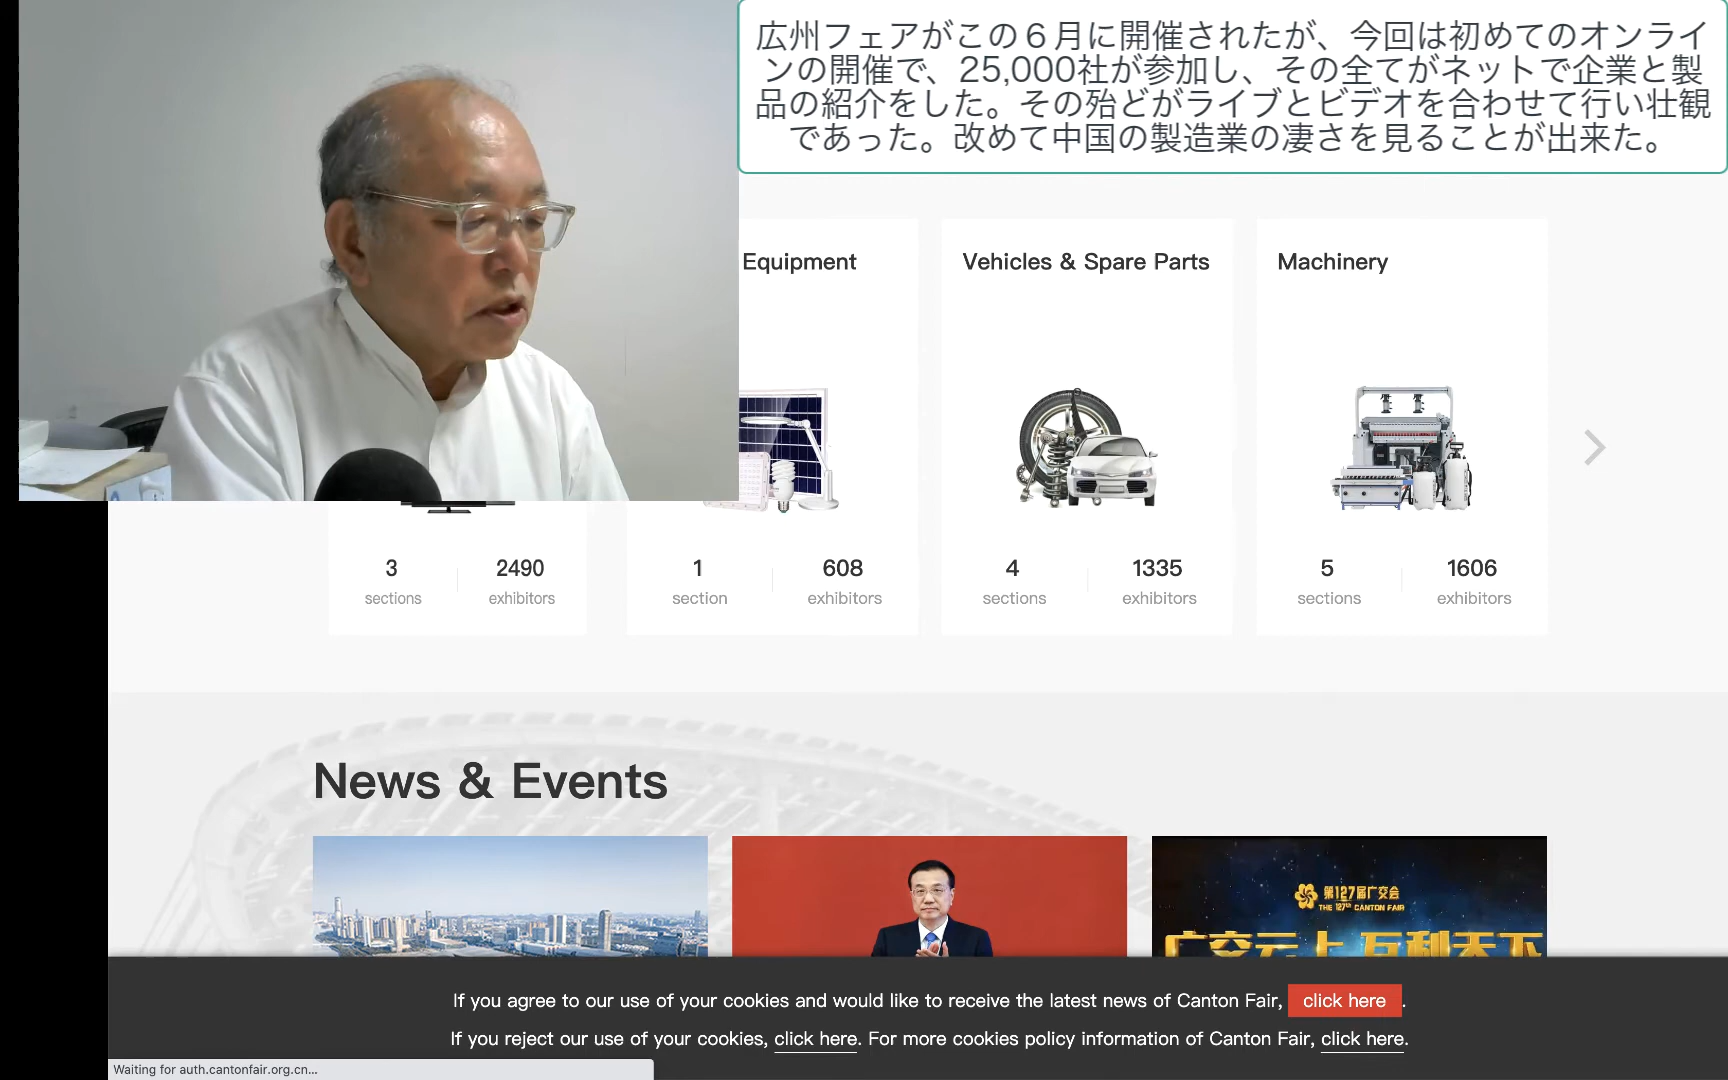 広州フェアがこの６月に開催されたが、今回は初めてのオンライ
ンの開催で、25,000社が参加し、その全てがネットで企業と製
品の紹介をした。その殆どがライブとビデオを合わせて行い壮観
であった。改めて中国の製造業の凄さを見ることが出来た。
Equipment
Vehicles & Spare Parts
Machinery
3
sections
2490
exhibitors
1
section
608
exhibitors
4
sections
1335
exhibitors
5
sections
1606
exhibitors
News & Events
第127届广交会
THE 127th CANTON FAIR
广交云上 互利天下
If you agree to our use of your cookies and would like to receive the latest news of Canton Fair, click here.
If you reject our use of your cookies, click here. For more cookies policy information of Canton Fair, click here.
Waiting for auth.cantonfair.org.cn...